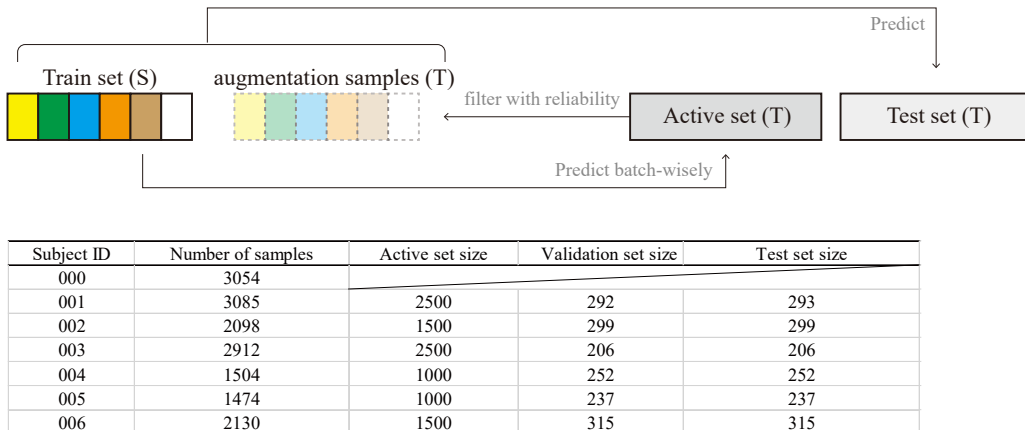 Predict
Train set (S)
augmentation samples (T)
filter with reliability
Active set (T)
Test set (T)
Predict batch-wisely
Subject ID Number of samples Active set size Validation set size Test set size
000 3054
001 3085 2500 292 293
002 2098 1500 299 299
003 2912 2500 206 206
004 1504 1000 252 252
005 1474 1000 237 237
006 2130 1500 315 315